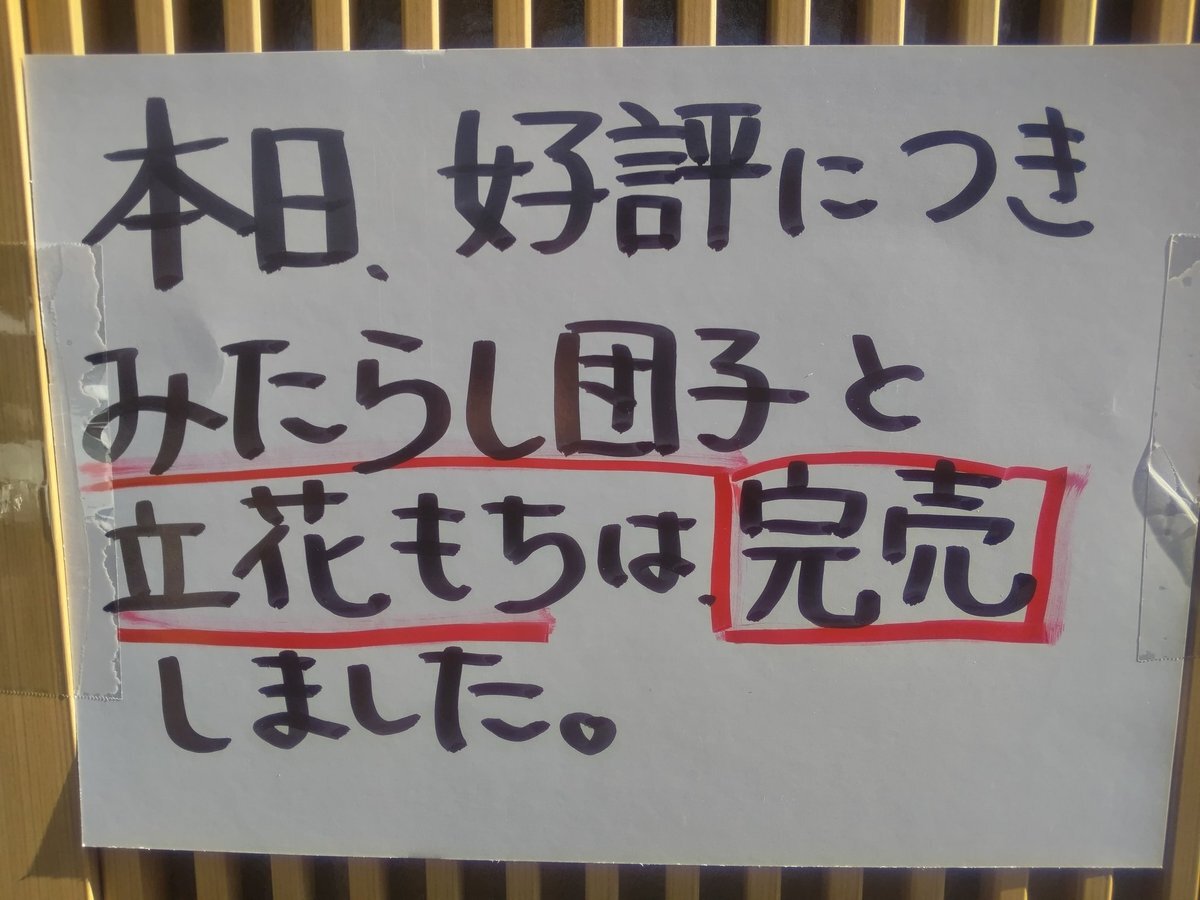 本日、好評につき
みたらし団子と
立花もちは、完売
しました。